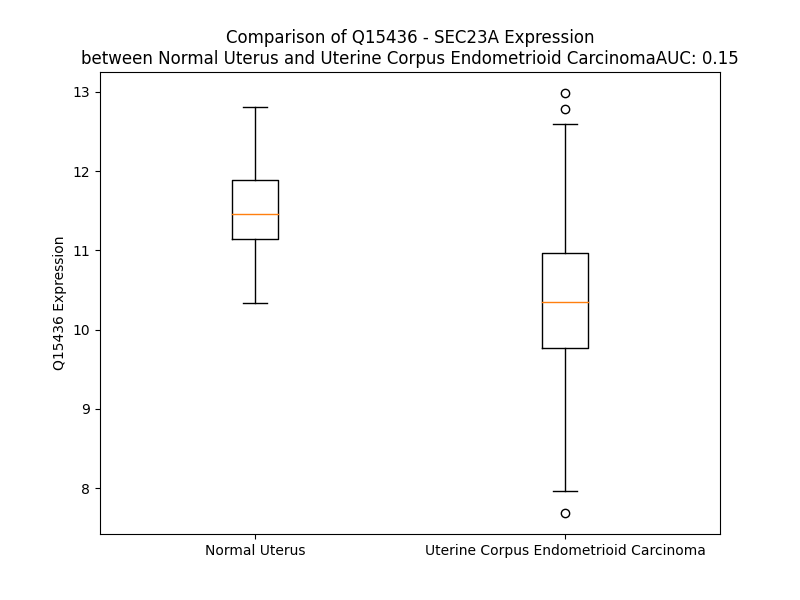 Comparison of Q15436 - SEC23A Expression
between Normal Uterus and Uterine Corpus Endometrioid CarcinomaAUC: 0.15
13
12
11
10
9
8
Q15436 Expression
Normal Uterus
Uterine Corpus Endometrioid Carcinoma